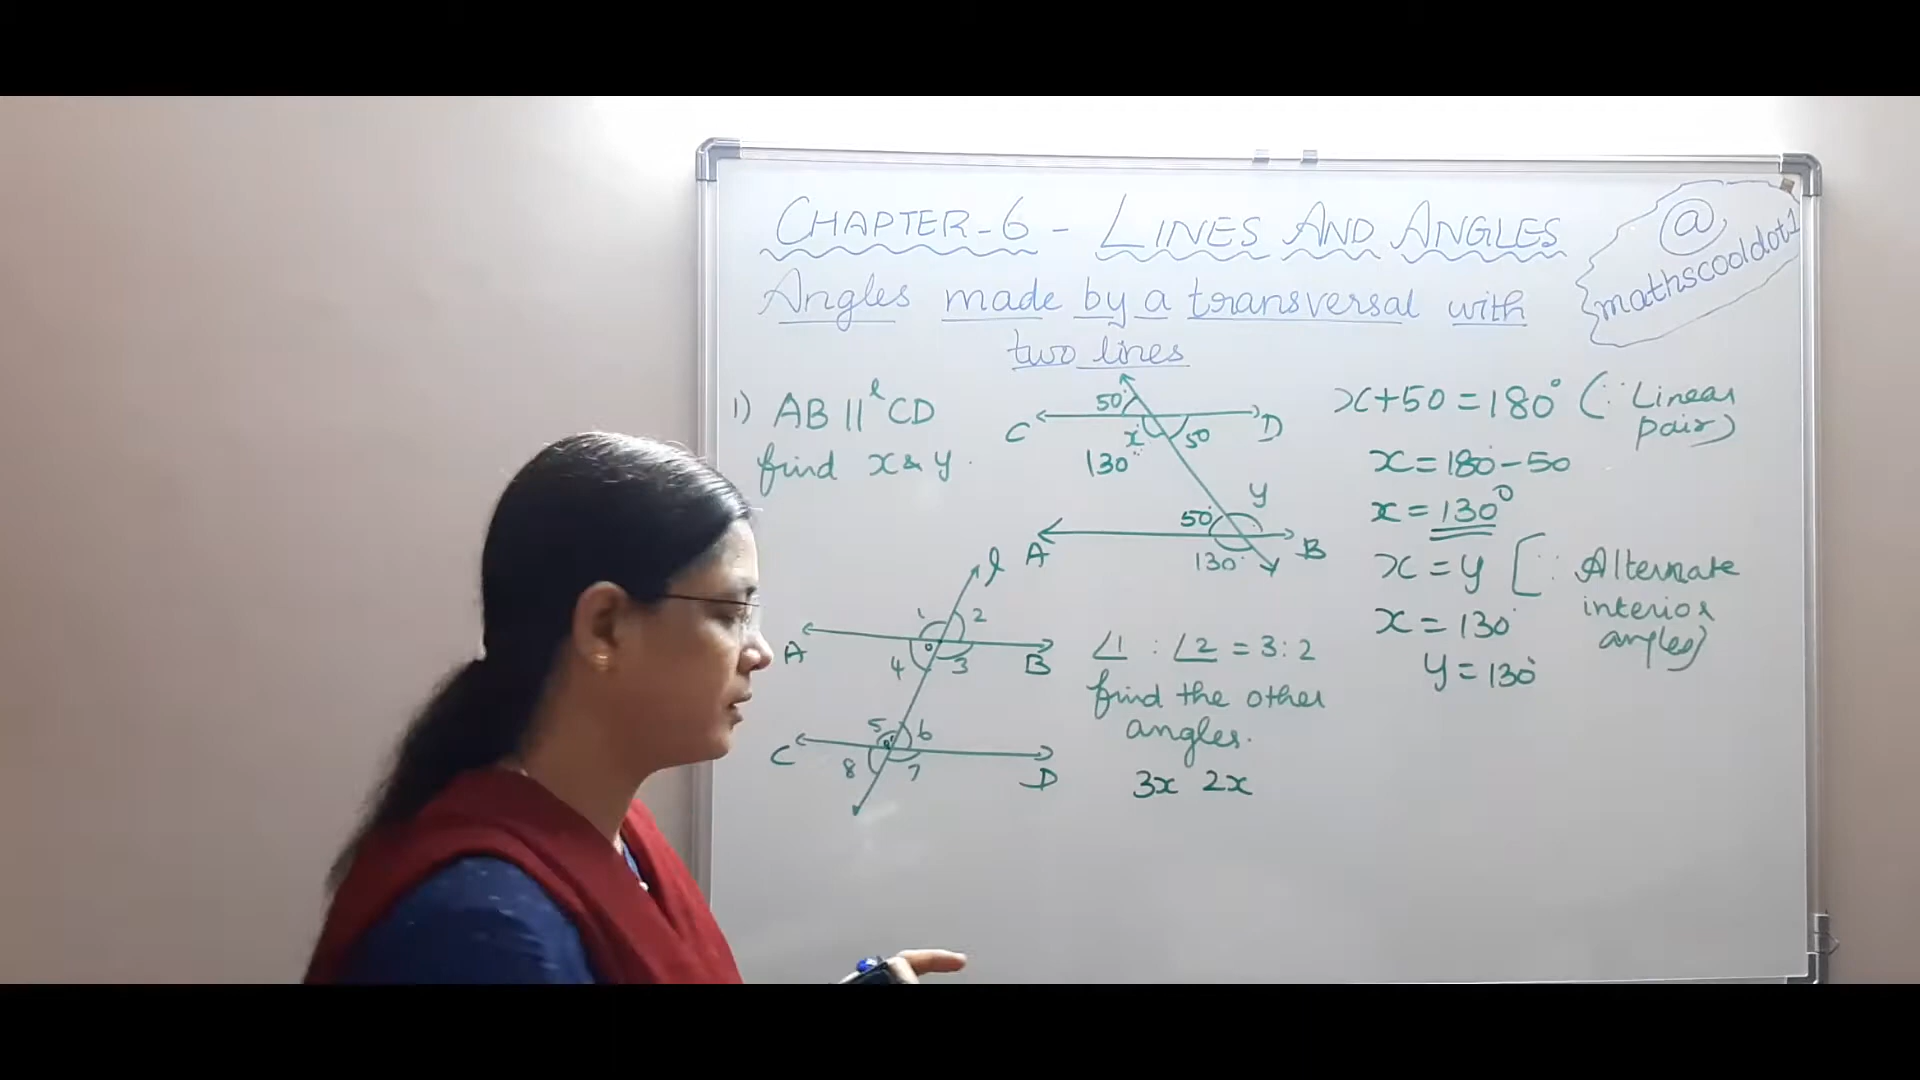 CHAPTER-6 - LINES AND ANGLES
@mathscooldot1
Angles made by a transversal with
two lines
1) AB ||ˡ CD
find x & y.
50°
C
D
x
50
130°
y
50°
A
B
130°
x+50 = 180° (∵ Linear
pair)
x = 180-50
x = 130°
x = y [∵ Alternate
interior
angles)
x = 130°
y = 130°
l
1
2
A
4
3
B
5
6
C
8
7
D
∠1 : ∠2 = 3:2
find the other
angles.
3x 2x